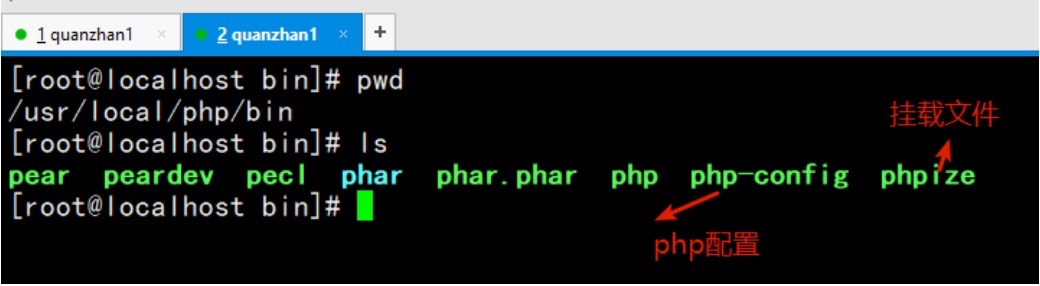 1 quanzhan1 × 2 quanzhan1 × +
[root@localhost bin]# pwd
/usr/local/php/bin
挂载文件
[root@localhost bin]# ls
pear peardev pecl phar phar.phar php php-config phpize
[root@localhost bin]#
php配置